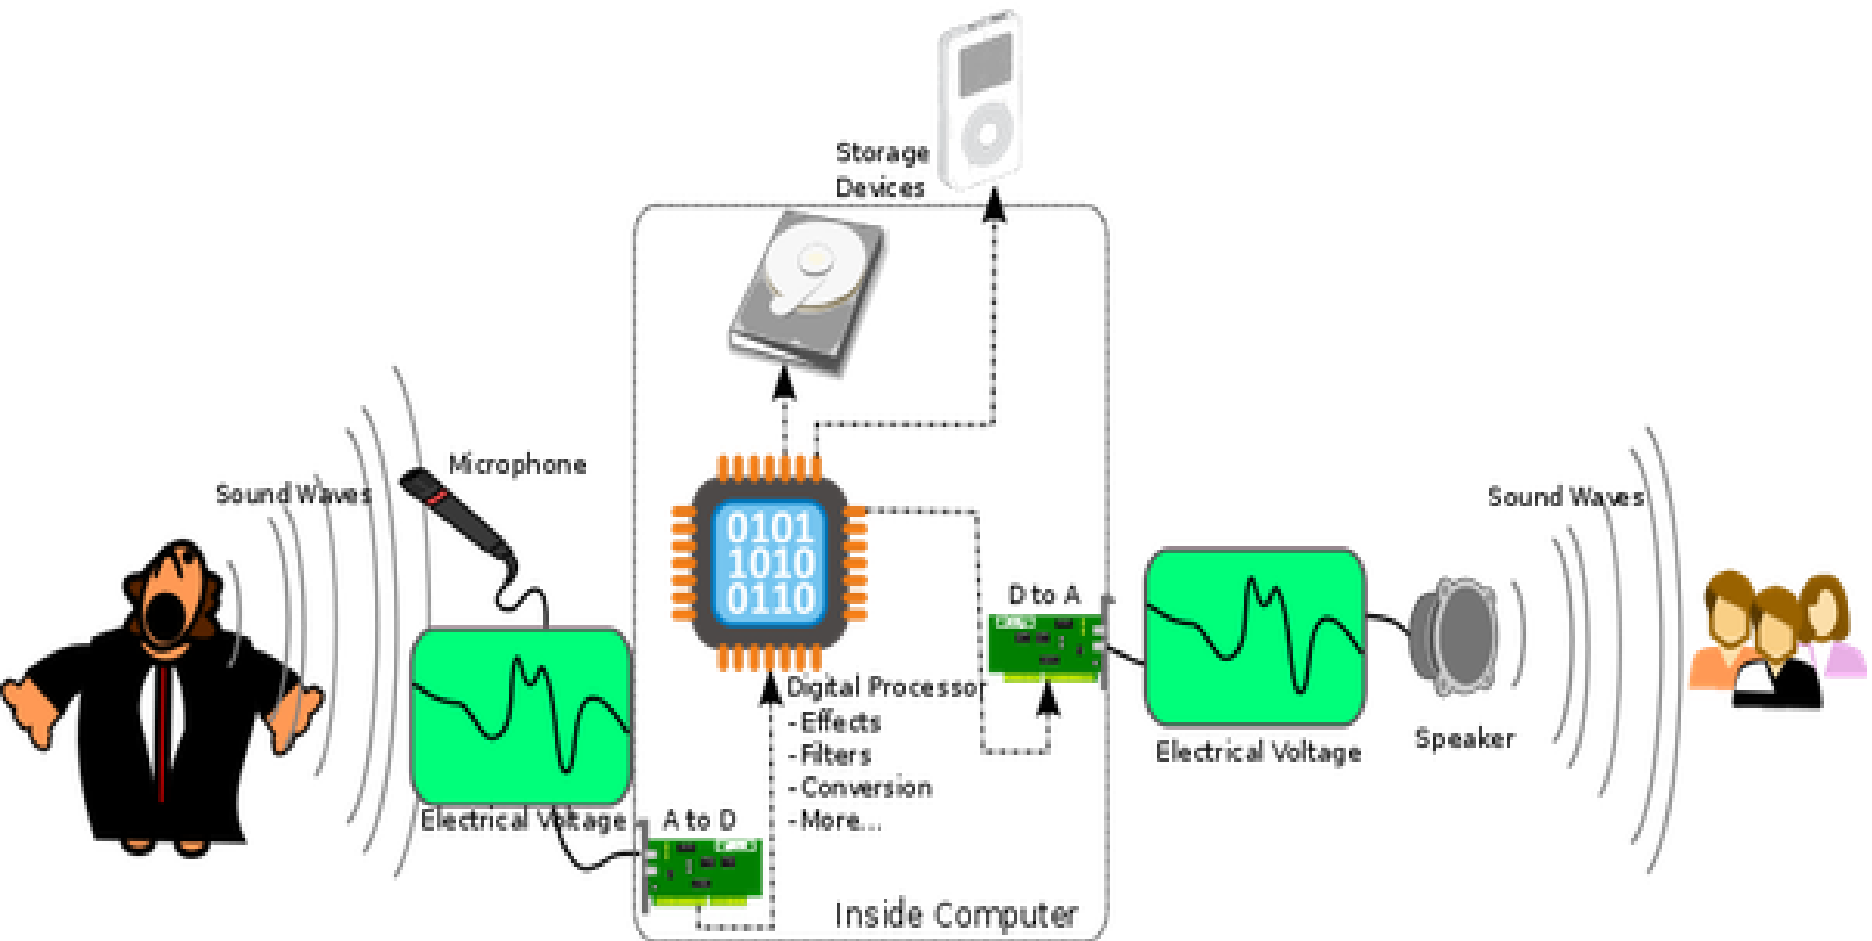 Storage
Devices
Microphone
Sound Waves
Sound Waves
0101
1010
0110
D to A
Digital Processor
-Effects
-Filters
-Conversion
-More...
Electrical Voltage
Speaker
Electrical Voltage
A to D
Inside Computer